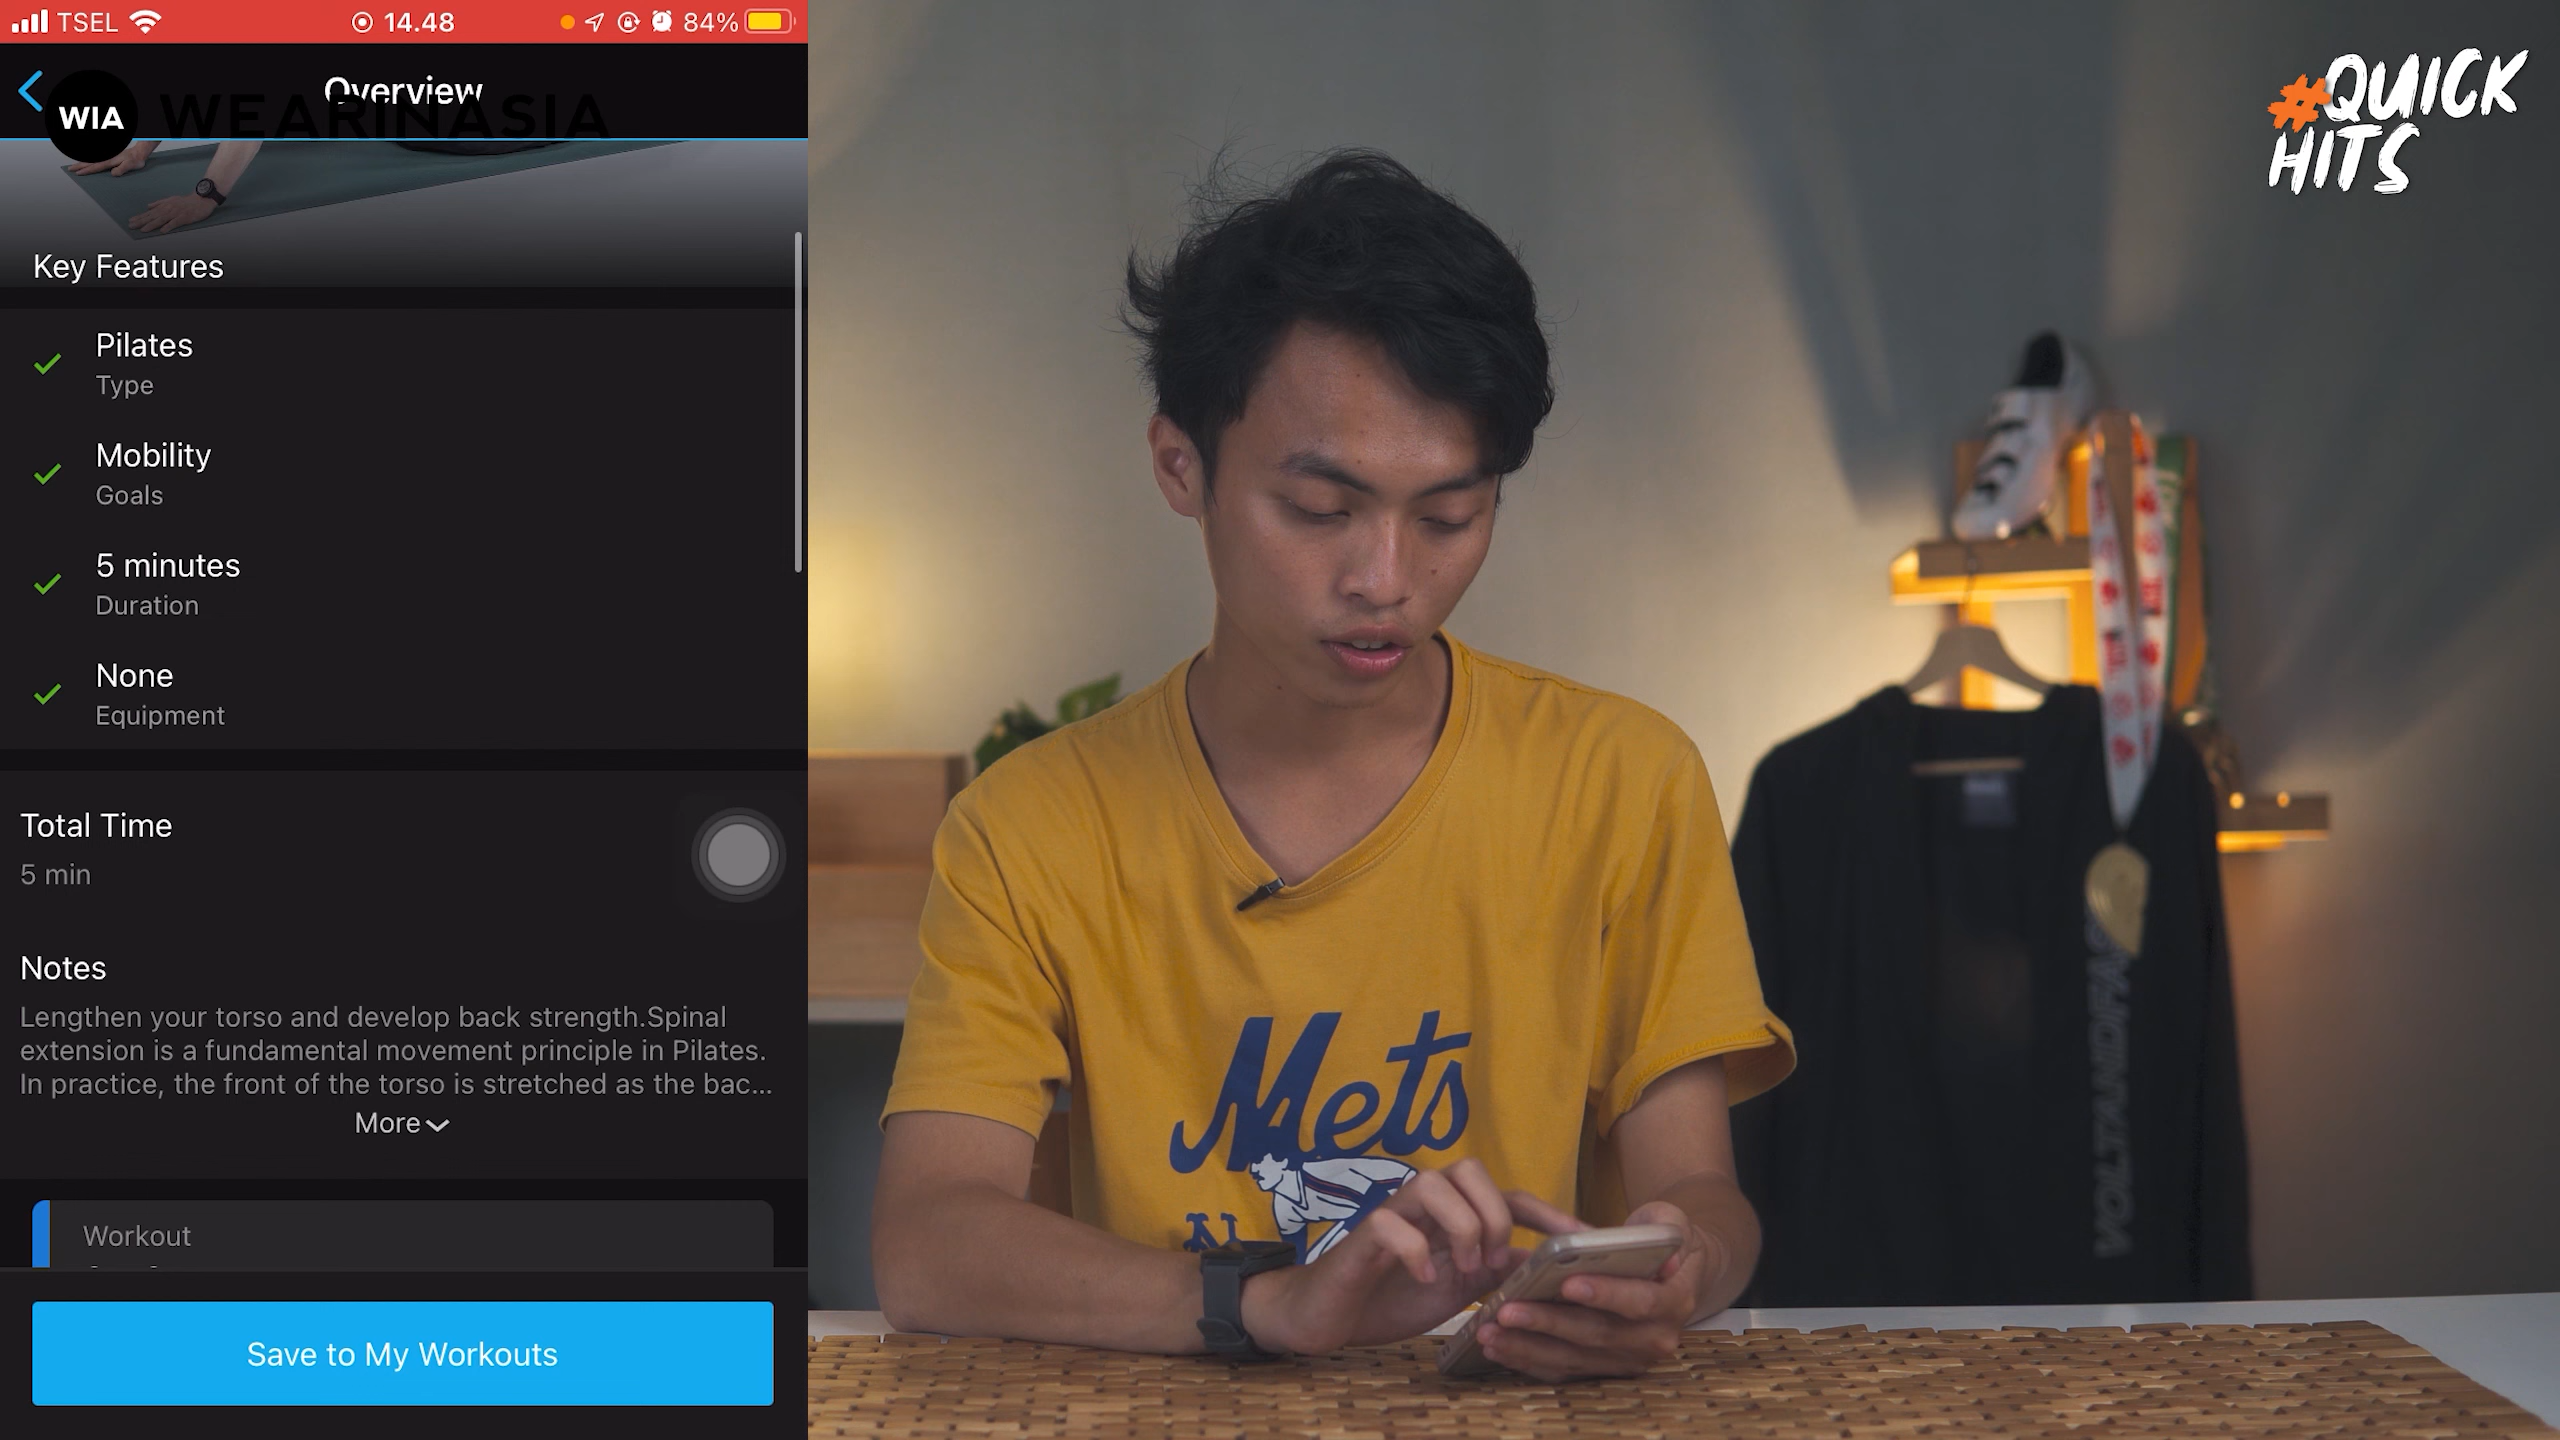 TSEL
14.48
84%
Overview
WIA WEARINASIA
Key Features
Pilates
Type
Mobility
Goals
5 minutes
Duration
None
Equipment
Total Time
5 min
Notes
Lengthen your torso and develop back strength.Spinal
extension is a fundamental movement principle in Pilates.
In practice, the front of the torso is stretched as the bac...
More
Workout
Save to My Workouts
#QUICK
HITS
Mets
VOLTANDFAS